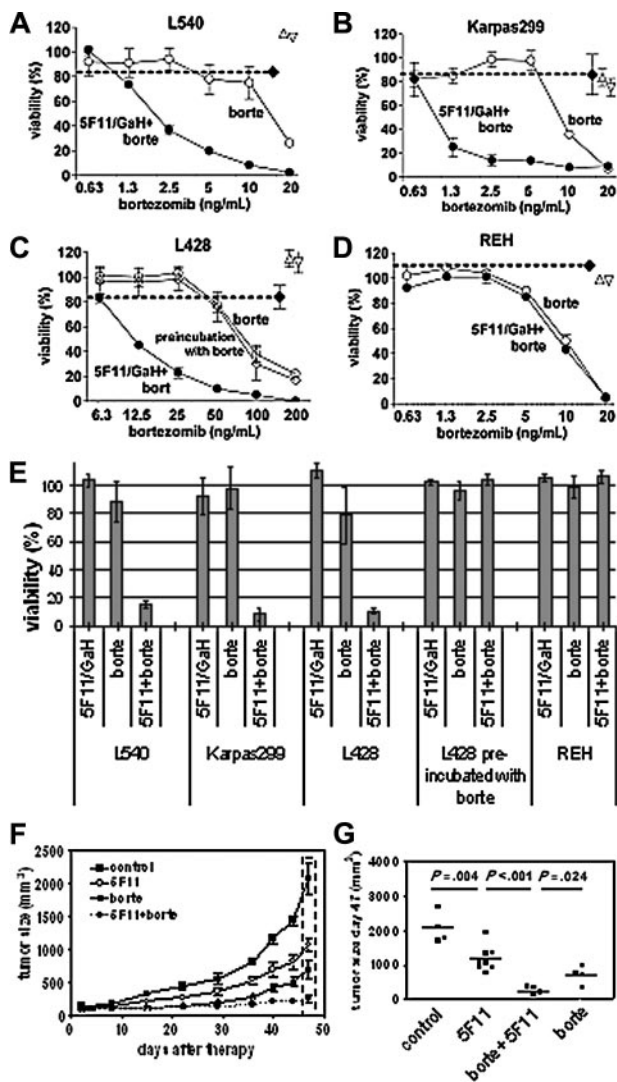 A
L540
viability (%)
120
100
80
60
40
20
0
5F11/GaH+
borte
borte
0.63 1.3 2.5 5 10 20
bortezomib (ng/mL)
B
Karpas299
viability (%)
120
100
80
60
40
20
0
5F11/GaH+
borte
borte
0.63 1.3 2.5 5 10 20
bortezomib (ng/mL)
C
L428
viability (%)
120
100
80
60
40
20
0
borte
preincubation
with borte
5F11/GaH+
bort
6.3 12.5 25 50 100 200
bortezomib (ng/mL)
D
REH
viability (%)
120
100
80
60
40
20
0
borte
5F11/GaH+
borte
0.63 1.3 2.5 5 10 20
bortezomib (ng/mL)
E
viability (%)
100
80
60
40
20
0
5F11/GaH borte 5F11+borte 5F11/GaH borte 5F11+borte 5F11/GaH borte 5F11+borte 5F11/GaH borte 5F11+borte 5F11/GaH borte 5F11+borte
L540 Karpas299 L428 L428 pre- REH
incubated with
borte
F
tumor size (mm³)
2500
2000
1500
1000
500
0
control
5F11
borte
5F11+borte
0 10 20 30 40 50
days after therapy
G
tumor size day 47 (mm³)
4000
3000
2000
1000
0
P=.004 P<.001 P=.024
control 5F11 borte+5F11 borte